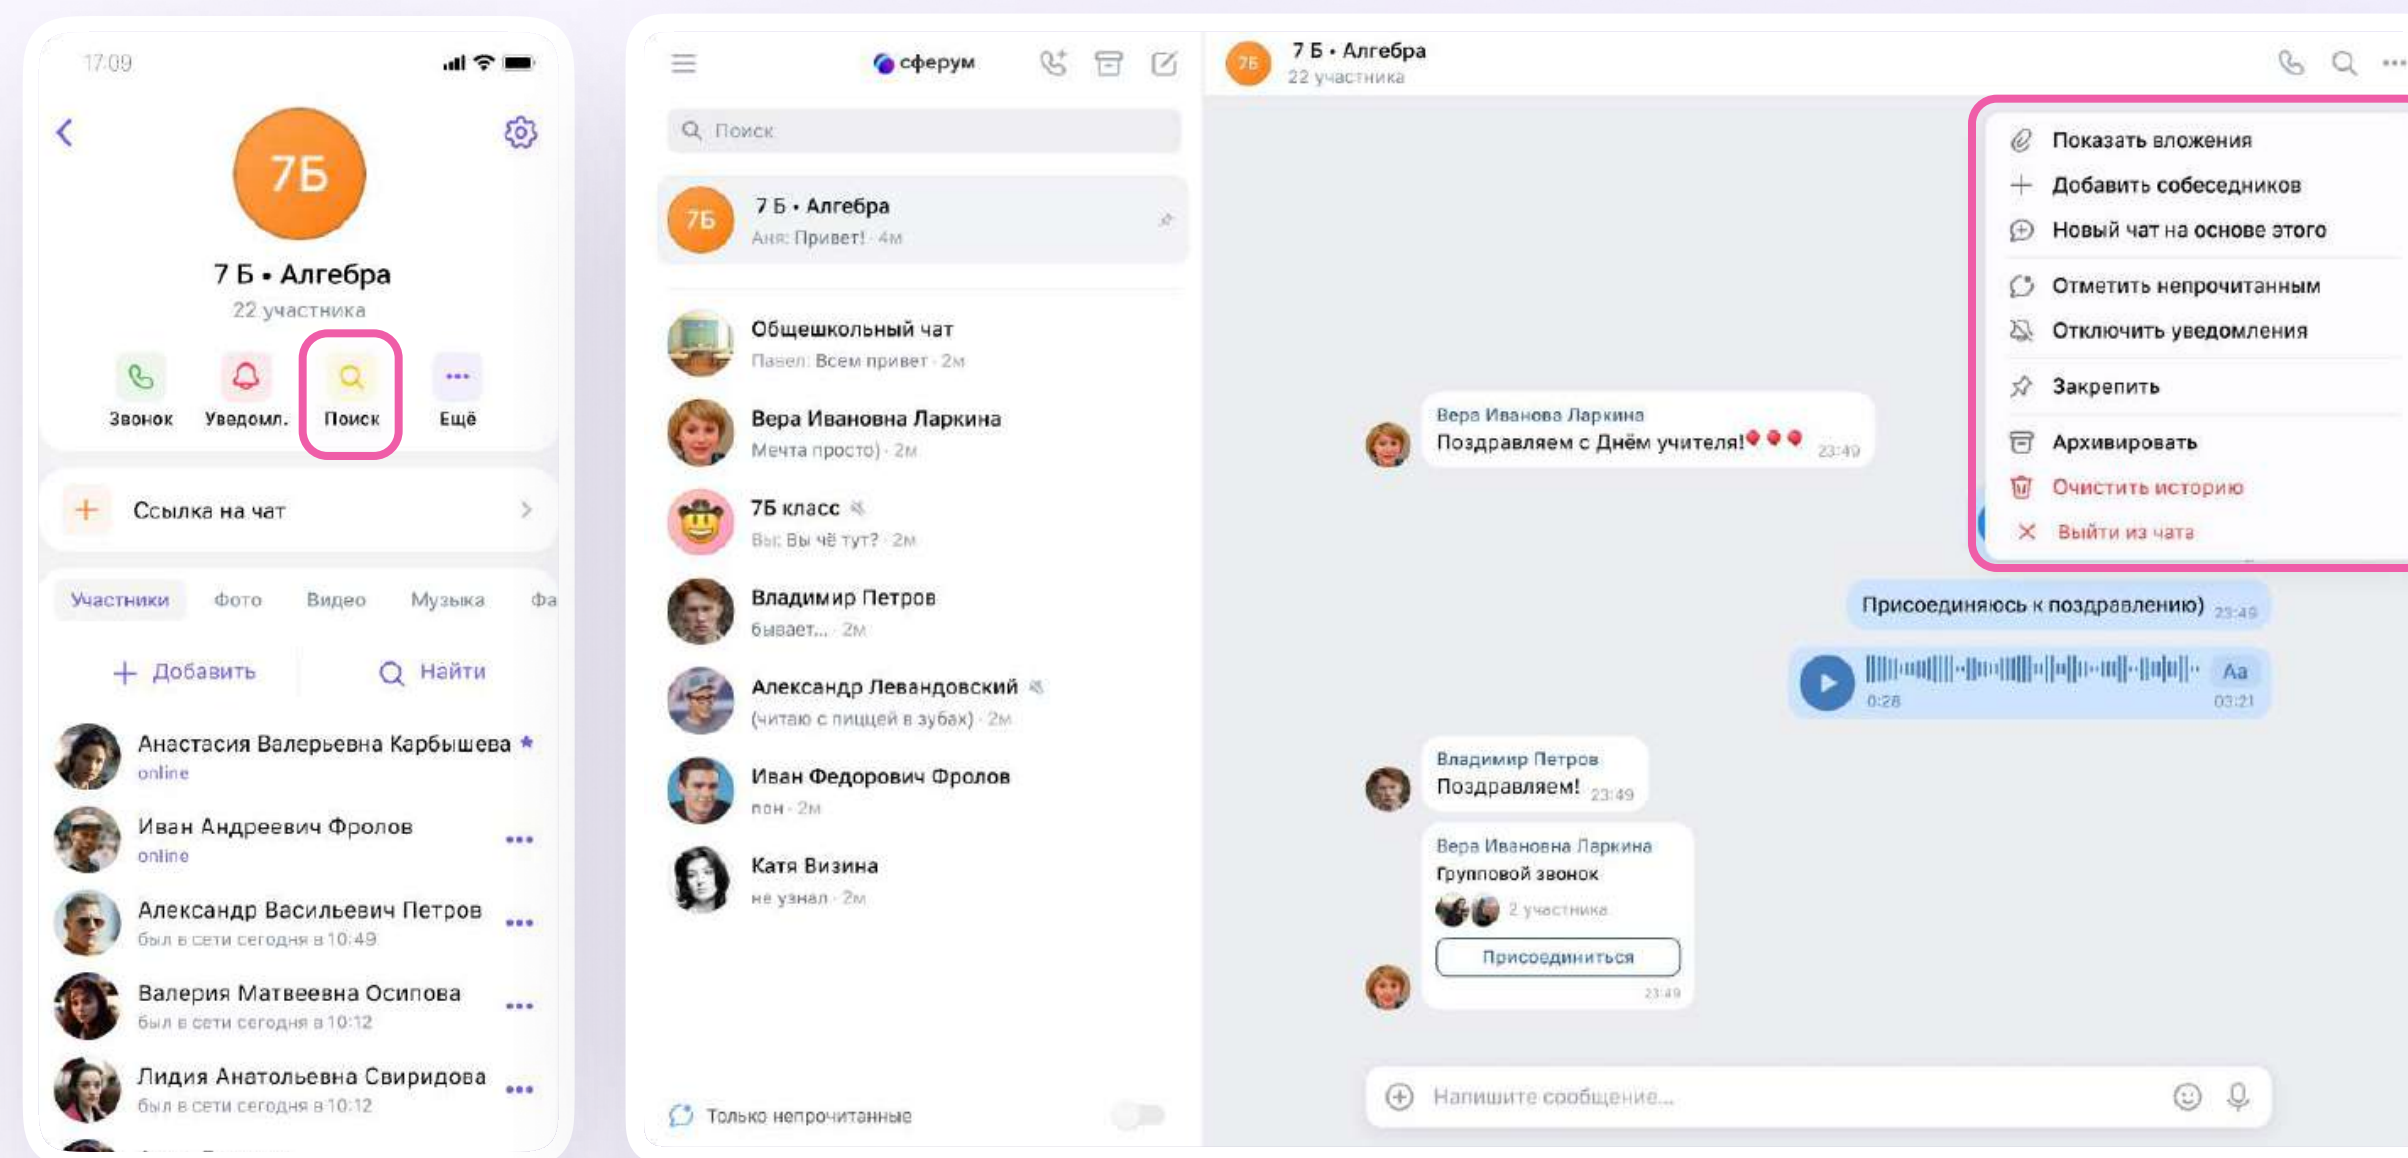 17:09
7Б
7 Б • Алгебра
22 участника
Звонок
Уведомл.
Поиск
Ещё
Ссылка на чат
Участники
Фото
Видео
Музыка
Фа
Добавить
Найти
Анастасия Валерьевна Карбышева
online
Иван Андреевич Фролов
online
Александр Васильевич Петров
был в сети сегодня в 10:49
Валерия Матвеевна Осипова
был в сети сегодня в 10:12
Лидия Анатольевна Свиридова
был в сети сегодня в 10:12
сферум
Поиск
7Б
7 Б • Алгебра
Аня: Привет! · 4м
Общешкольный чат
Павел: Всем привет · 2м
Вера Ивановна Ларкина
Мечта просто) · 2м
7Б класс
Вы: Вы чё тут? · 2м
Владимир Петров
бывает... · 2м
Александр Левандовский
(читаю с пиццей в зубах) · 2м
Иван Федорович Фролов
пон · 2м
Катя Визина
не узнал · 2м
Только непрочитанные
7Б
7 Б • Алгебра
22 участника
Показать вложения
Добавить собеседников
Новый чат на основе этого
Отметить непрочитанным
Отключить уведомления
Закрепить
Архивировать
Очистить историю
Выйти из чата
Вера Иванова Ларкина
Поздравляем с Днём учителя! 23:49
Присоединяюсь к поздравлению) 23:49
Aa
0:28
03:21
Владимир Петров
Поздравляем! 23:49
Вера Ивановна Ларкина
Групповой звонок
2 участника
Присоединиться
23:49
Напишите сообщение...